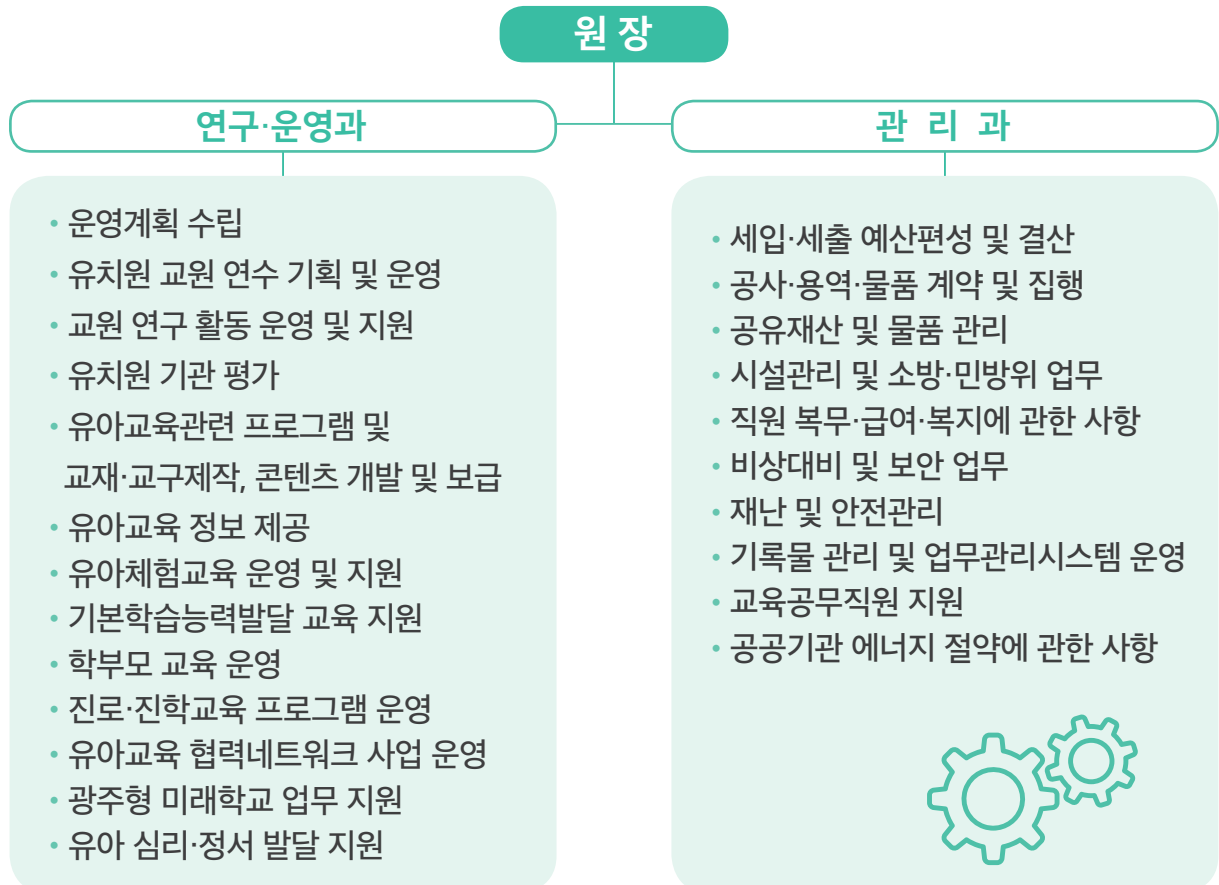 원 장
연구·운영과
• 운영계획 수립
• 유치원 교원 연수 기획 및 운영
• 교원 연구 활동 운영 및 지원
• 유치원 기관 평가
• 유아교육관련 프로그램 및
교재·교구제작, 콘텐츠 개발 및 보급
• 유아교육 정보 제공
• 유아체험교육 운영 및 지원
• 기본학습능력발달 교육 지원
• 학부모 교육 운영
• 진로·진학교육 프로그램 운영
• 유아교육 협력네트워크 사업 운영
• 광주형 미래학교 업무 지원
• 유아 심리·정서 발달 지원
관 리 과
• 세입·세출 예산편성 및 결산
• 공사·용역·물품 계약 및 집행
• 공유재산 및 물품 관리
• 시설관리 및 소방·민방위 업무
• 직원 복무·급여·복지에 관한 사항
• 비상대비 및 보안 업무
• 재난 및 안전관리
• 기록물 관리 및 업무관리시스템 운영
• 교육공무직원 지원
• 공공기관 에너지 절약에 관한 사항